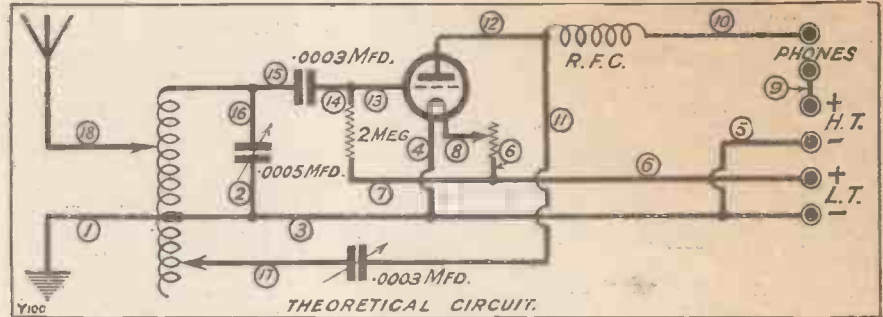 12
10
15
.0003 MFD.
PHONES
R.F.C.
14
13
9
16
11
+
H.T.
18
2 MEG
4
8
6
5
-
2
.0005 MFD.
7
6
+
L.T.
1
3
-
17
.0003 MFD.
Y100
THEORETICAL CIRCUIT.